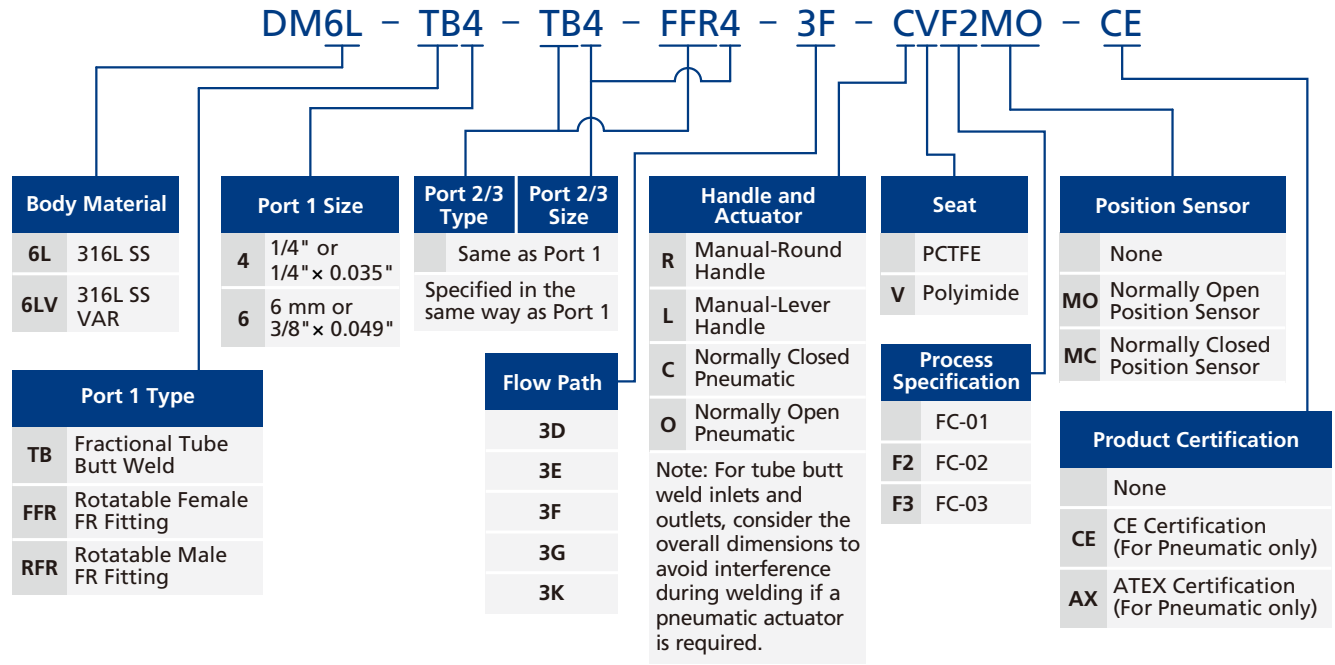 DM6L – TB4 – TB4 – FFR4 – 3F – CVF2MO – CE
Body Material
6L 316L SS
6LV 316L SS
VAR
Port 1 Type
TB Fractional Tube
Butt Weld
FFR Rotatable Female
FR Fitting
RFR Rotatable Male
FR Fitting
Port 1 Size
4 1/4" or
1/4"× 0.035"
6 6 mm or
3/8"× 0.049"
Port 2/3
Type
Port 2/3
Size
Same as Port 1
Specified in the
same way as Port 1
Flow Path
3D
3E
3F
3G
3K
Handle and
Actuator
R Manual-Round
Handle
L Manual-Lever
Handle
C Normally Closed
Pneumatic
O Normally Open
Pneumatic
Note: For tube butt
weld inlets and
outlets, consider the
overall dimensions to
avoid interference
during welding if a
pneumatic actuator
is required.
Seat
PCTFE
V Polyimide
Process
Specification
FC-01
F2 FC-02
F3 FC-03
Position Sensor
None
MO Normally Open
Position Sensor
MC Normally Closed
Position Sensor
Product Certification
None
CE CE Certification
(For Pneumatic only)
AX ATEX Certification
(For Pneumatic only)